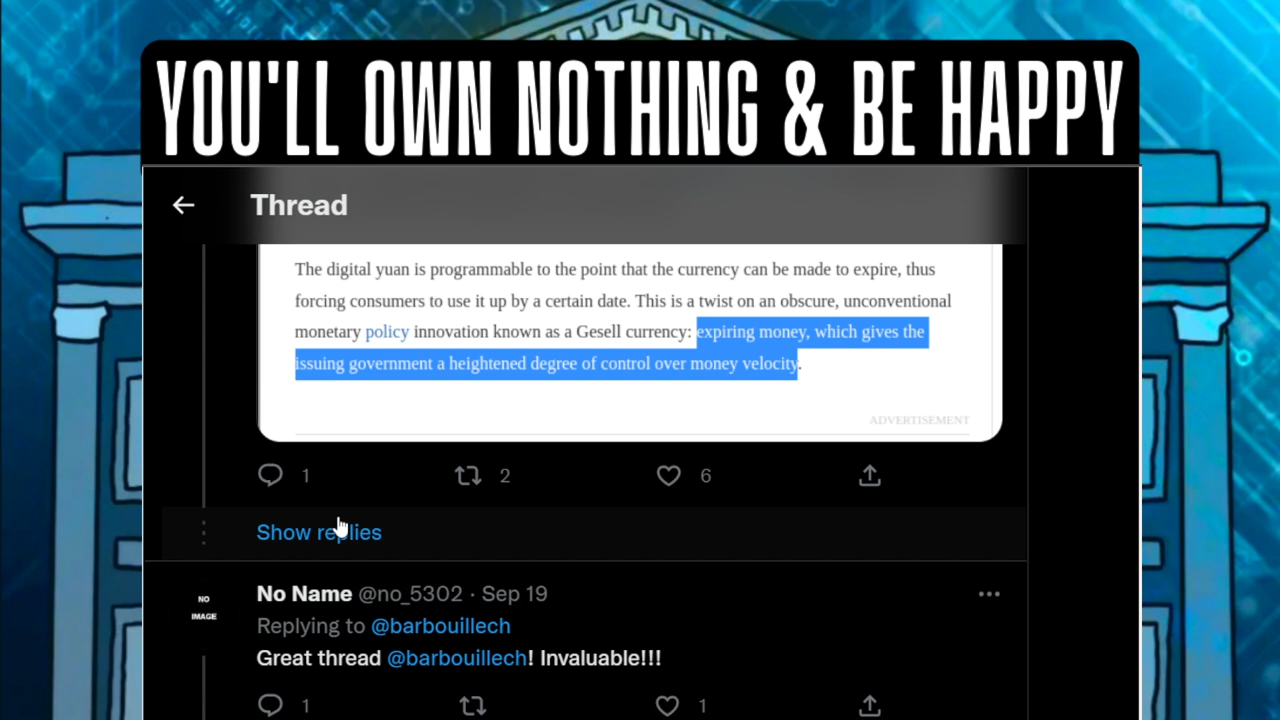 YOU'LL OWN NOTHING & BE HAPPY
Thread
The digital yuan is programmable to the point that the currency can be made to expire, thus
forcing consumers to use it up by a certain date. This is a twist on an obscure, unconventional
monetary policy innovation known as a Gesell currency: expiring money, which gives the
issuing government a heightened degree of control over money velocity.
ADVERTISEMENT
1 2 6
Show replies
NO
IMAGE
No Name @no_5302 · Sep 19
Replying to @barbouillech
Great thread @barbouillech! Invaluable!!!
1 1